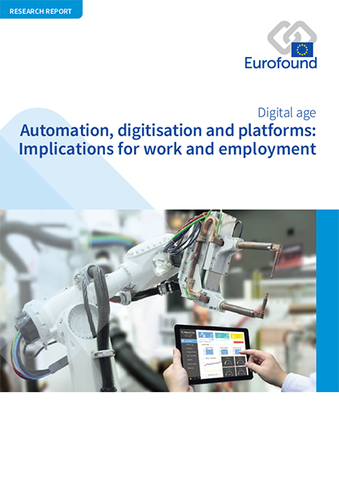 RESEARCH REPORT
Eurofound
Digital age
Automation, digitisation and platforms:
Implications for work and employment